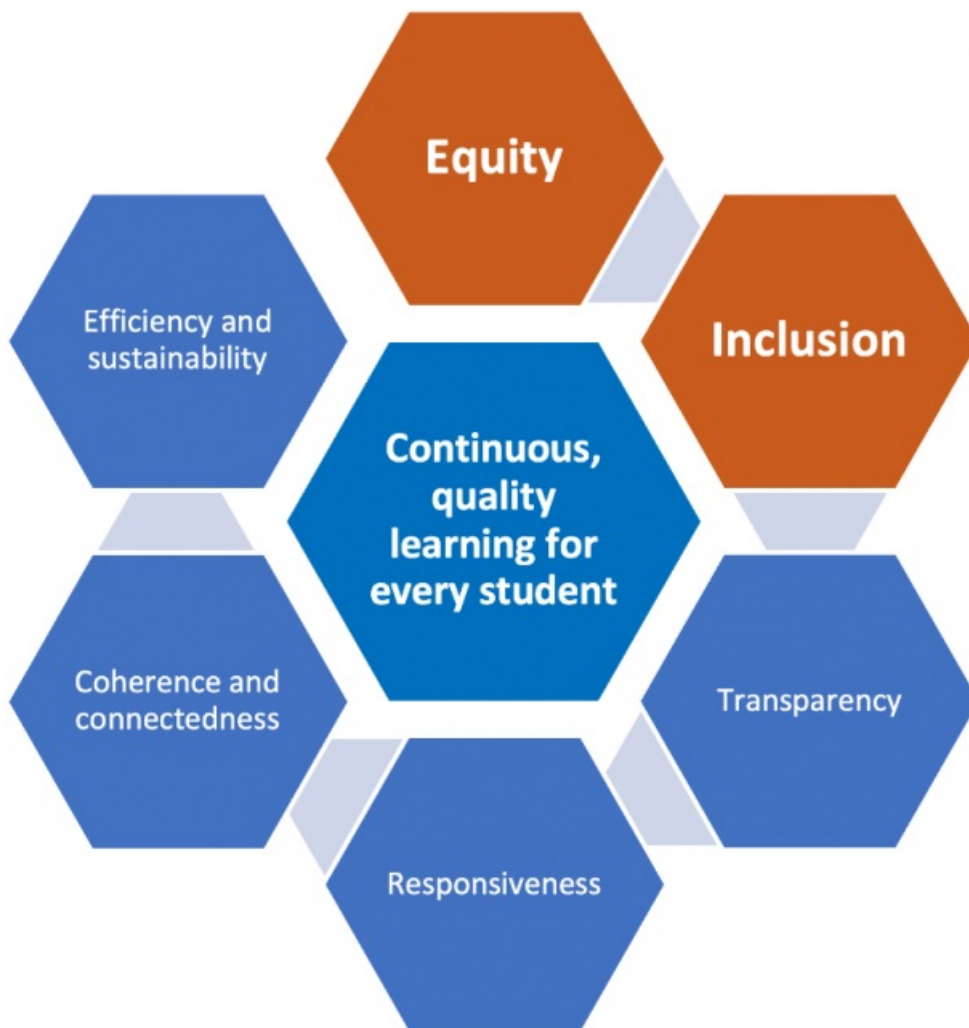 Equity
Inclusion
Efficiency and
sustainability
Continuous,
quality
learning for
every student
Coherence and
connectedness
Transparency
Responsiveness